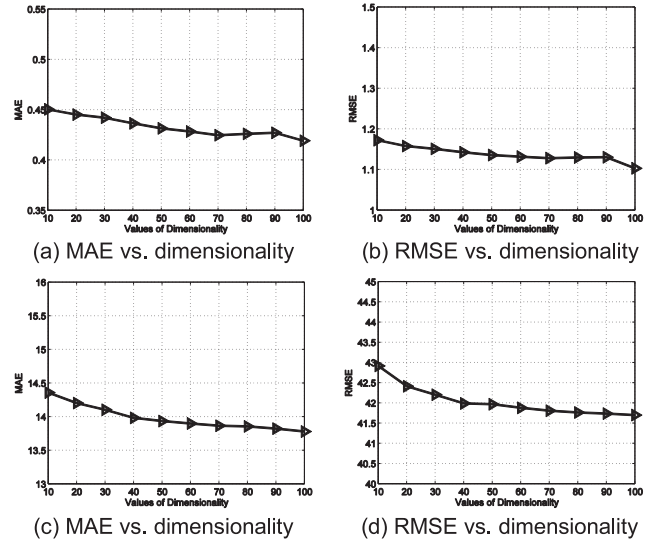 0.55
0.5
0.45
0.4
0.35
MAE
10 20 30 40 50 60 70 80 90 100
Values of Dimensionality
(a) MAE vs. dimensionality
1.5
1.4
1.3
1.2
1.1
1
RMSE
10 20 30 40 50 60 70 80 90 100
Values of Dimensionality
(b) RMSE vs. dimensionality
16
15.5
15
14.5
14
13.5
13
MAE
10 20 30 40 50 60 70 80 90 100
Values of Dimensionality
(c) MAE vs. dimensionality
45
44.5
44
43.5
43
42.5
42
41.5
41
40.5
40
RMSE
10 20 30 40 50 60 70 80 90 100
Values of Dimensionality
(d) RMSE vs. dimensionality